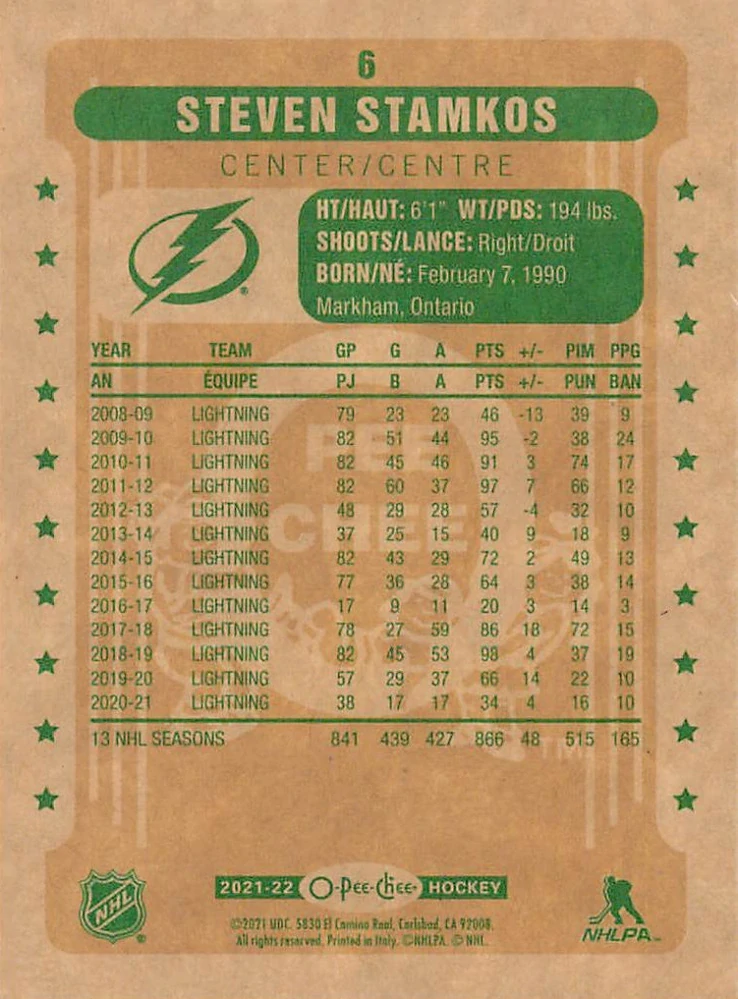 6
STEVEN STAMKOS
CENTER/CENTRE
HT/HAUT: 6'1" WT/PDS: 194 lbs.
SHOOTS/LANCE: Right/Droit
BORN/NÉ: February 7, 1990
Markham, Ontario
YEAR TEAM GP G A PTS +/- PIM PPG
AN ÉQUIPE PJ B A PTS +/- PUN BAN
2008-09 LIGHTNING 79 23 23 46 -13 39 9
2009-10 LIGHTNING 82 51 44 95 -2 38 24
2010-11 LIGHTNING 82 45 46 91 3 74 17
2011-12 LIGHTNING 82 60 37 97 7 66 12
2012-13 LIGHTNING 48 29 28 57 -4 32 10
2013-14 LIGHTNING 37 25 15 40 9 18 9
2014-15 LIGHTNING 82 43 29 72 2 49 13
2015-16 LIGHTNING 77 36 28 64 3 38 14
2016-17 LIGHTNING 17 9 11 20 3 14 3
2017-18 LIGHTNING 78 27 59 86 18 72 15
2018-19 LIGHTNING 82 45 53 98 4 37 19
2019-20 LIGHTNING 57 29 37 66 14 22 10
2020-21 LIGHTNING 38 17 17 34 4 16 10
13 NHL SEASONS 841 439 427 866 48 515 165
PEE
CHEE
TM
NHL
2021-22 O-Pee-Chee HOCKEY
©2021 UDC. 5830 El Camino Real, Carlsbad, CA 92008.
All rights reserved. Printed in Italy. ©NHLPA. © NHL.
NHLPA™